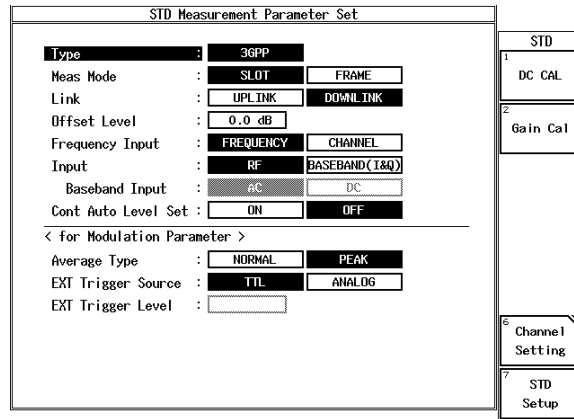 STD Measurement Parameter Set
Type : 3GPP
Meas Mode : SLOT FRAME
Link : UPLINK DOWNLINK
Offset Level : 0.0 dB
Frequency Input : FREQUENCY CHANNEL
Input : RF BASEBAND(I&Q)
Baseband Input : AC DC
Cont Auto Level Set : ON OFF
< for Modulation Parameter >
Average Type : NORMAL PEAK
EXT Trigger Source : TTL ANALOG
EXT Trigger Level :
STD
1
DC CAL
2
Gain Cal
6
Channel
Setting
7
STD
Setup